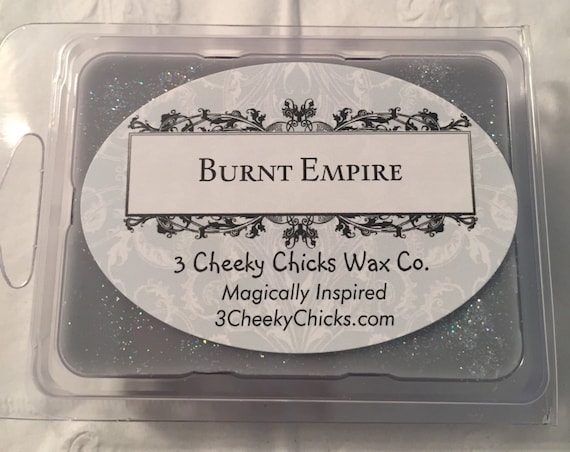 Burnt Empire
3 Cheeky Chicks Wax Co.
Magically Inspired
3CheekyChicks.com